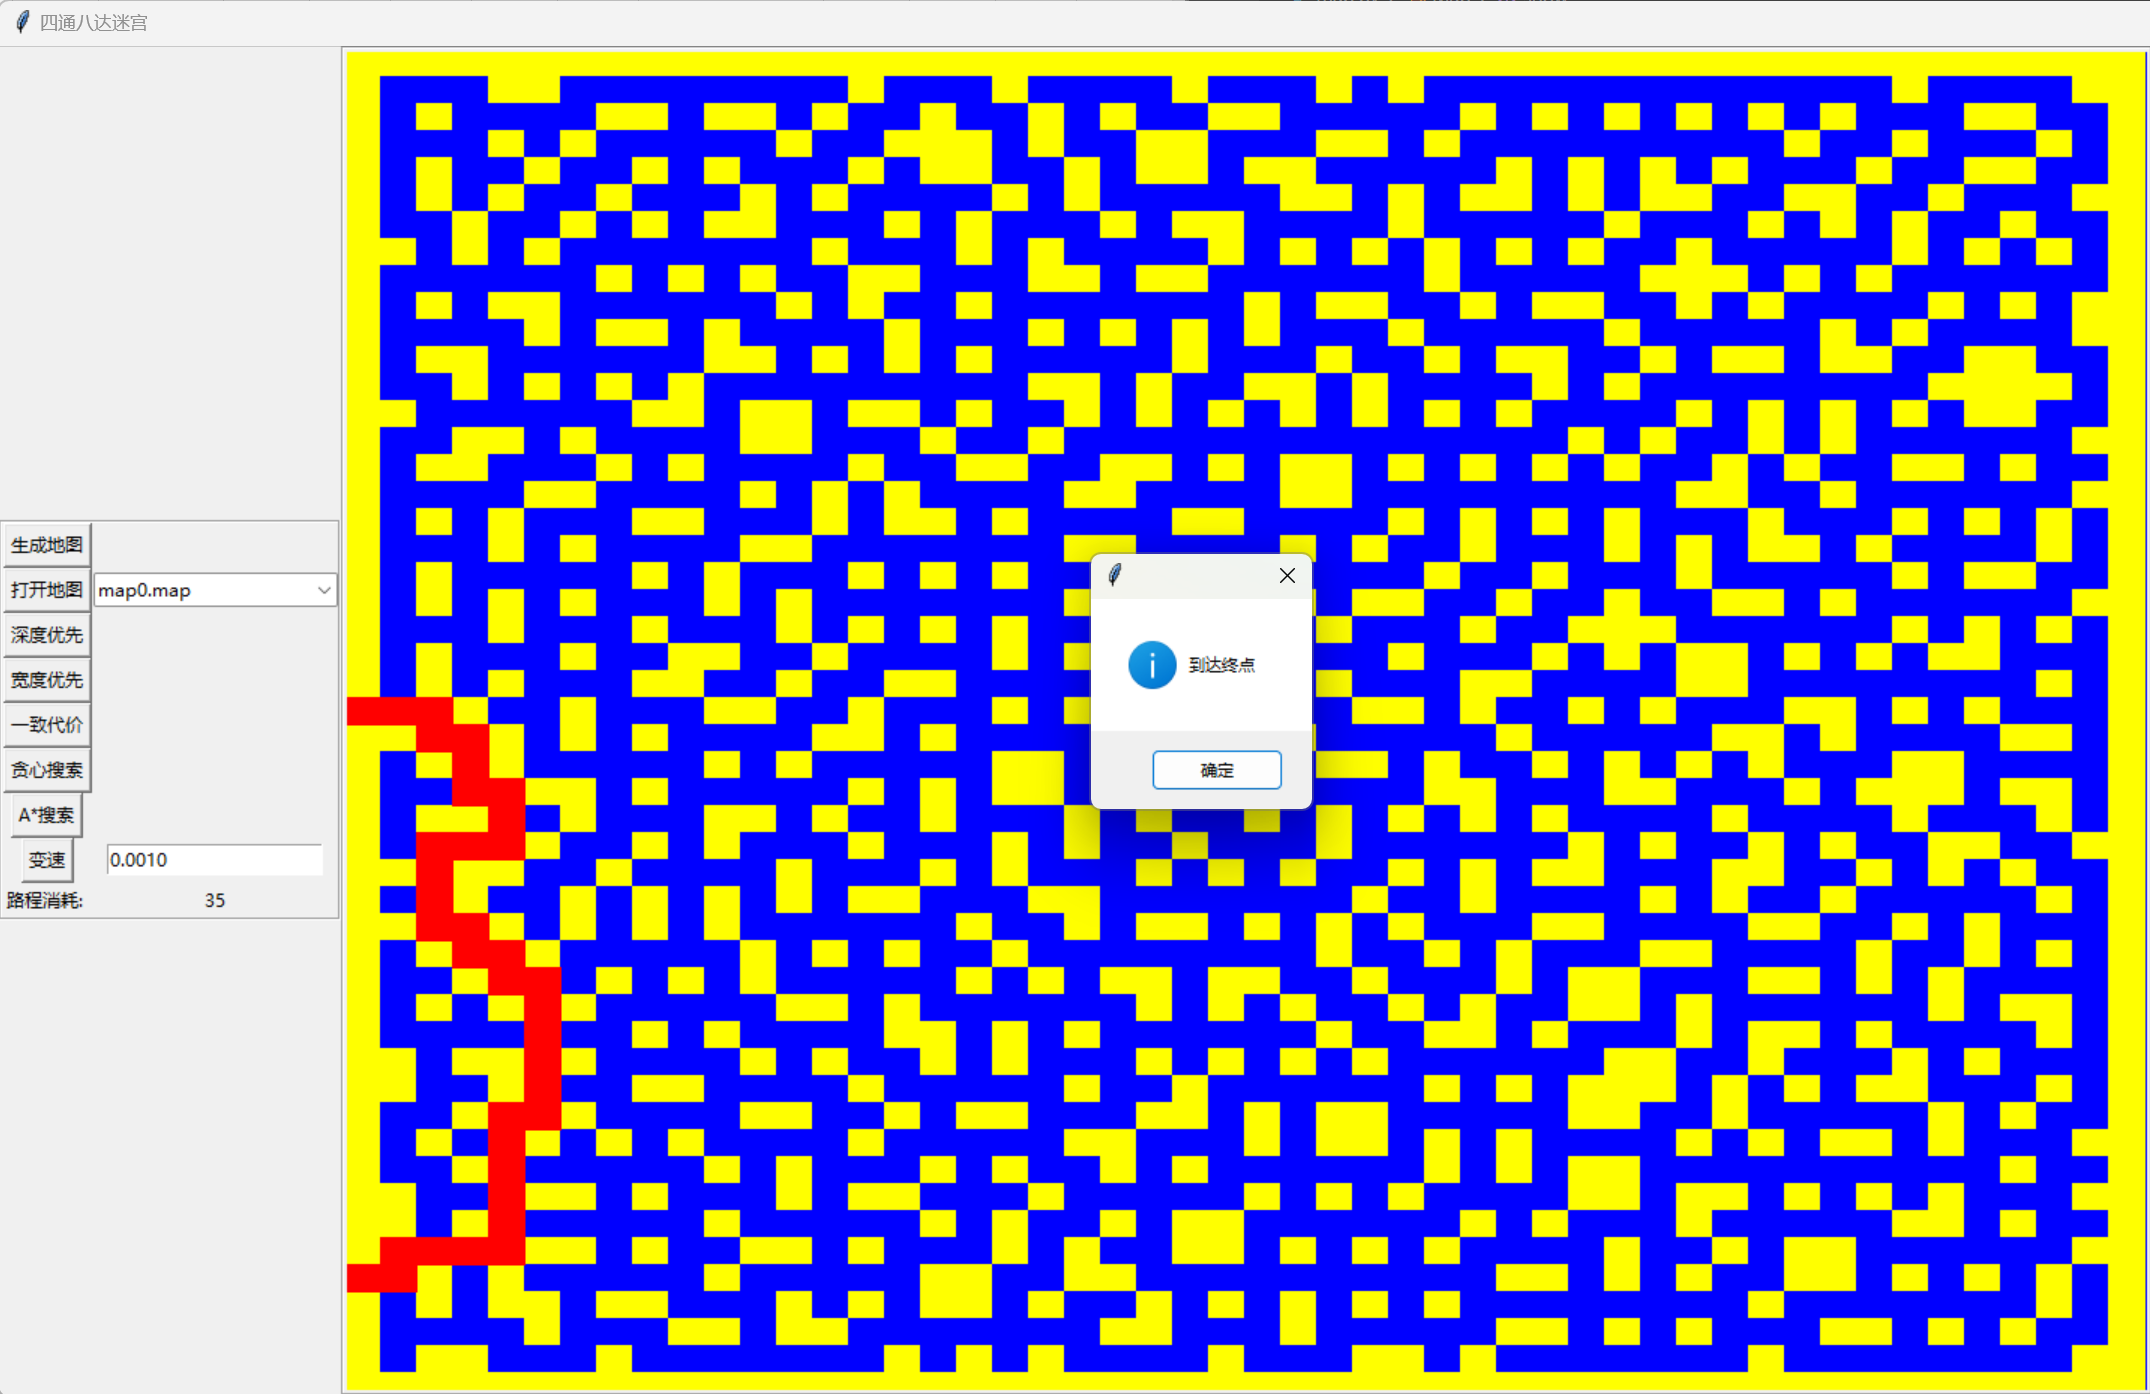 四通八达迷宫
生成地图
打开地图 map0.map
深度优先
宽度优先
一致代价
贪心搜索
A*搜索
变速 0.0010
路程消耗: 35
到达终点
确定